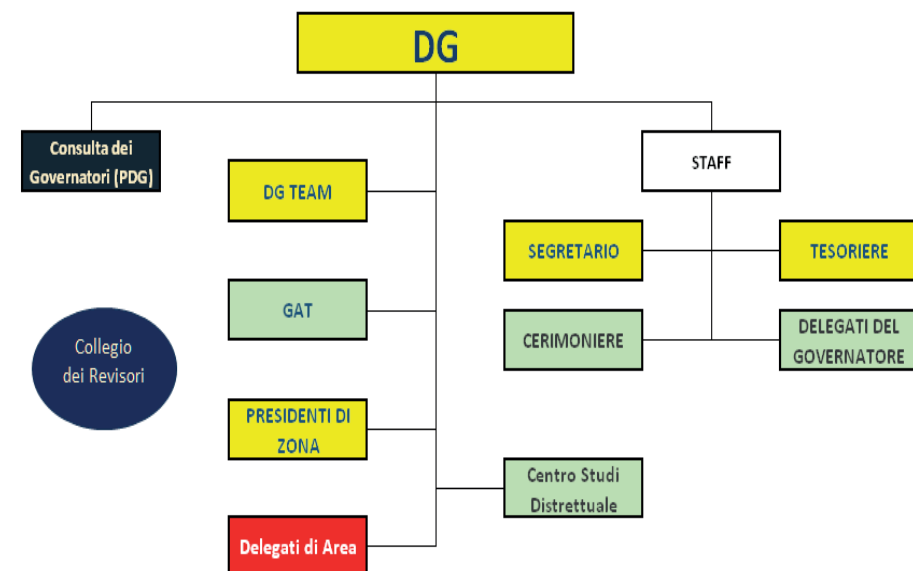 DG
Consulta dei
Governatori (PDG)
STAFF
DG TEAM
SEGRETARIO
TESORIERE
GAT
CERIMONIERE
DELEGATI DEL
GOVERNATORE
Collegio
dei Revisori
PRESIDENTI DI
ZONA
Centro Studi
Distrettuale
Delegati di Area